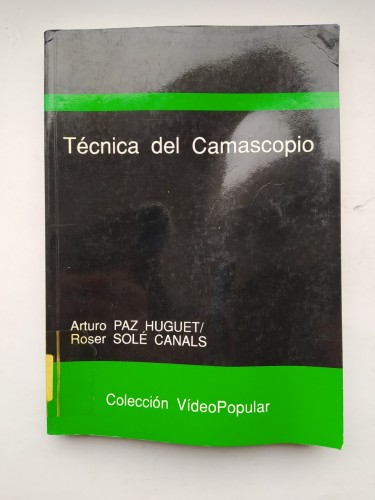 Técnica del Camascopio
Arturo PAZ HUGUET/
Roser SOLÉ CANALS
Colección VídeoPopular